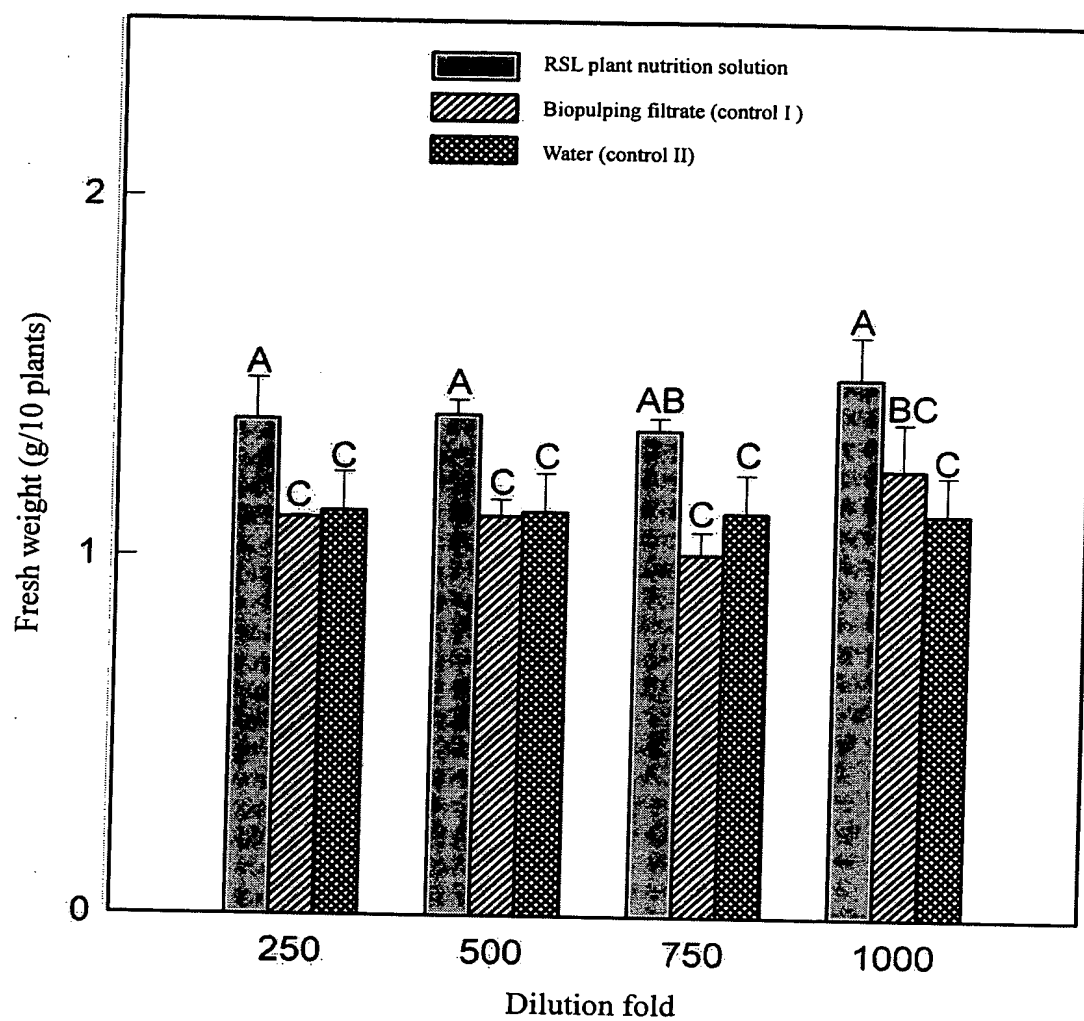 RSL plant nutrition solution
Biopulping filtrate (control I )
Water (control II)
2
1
0
Fresh weight (g/10 plants)
A
C
C
A
C
C
AB
C
C
A
BC
C
250
500
750
1000
Dilution fold